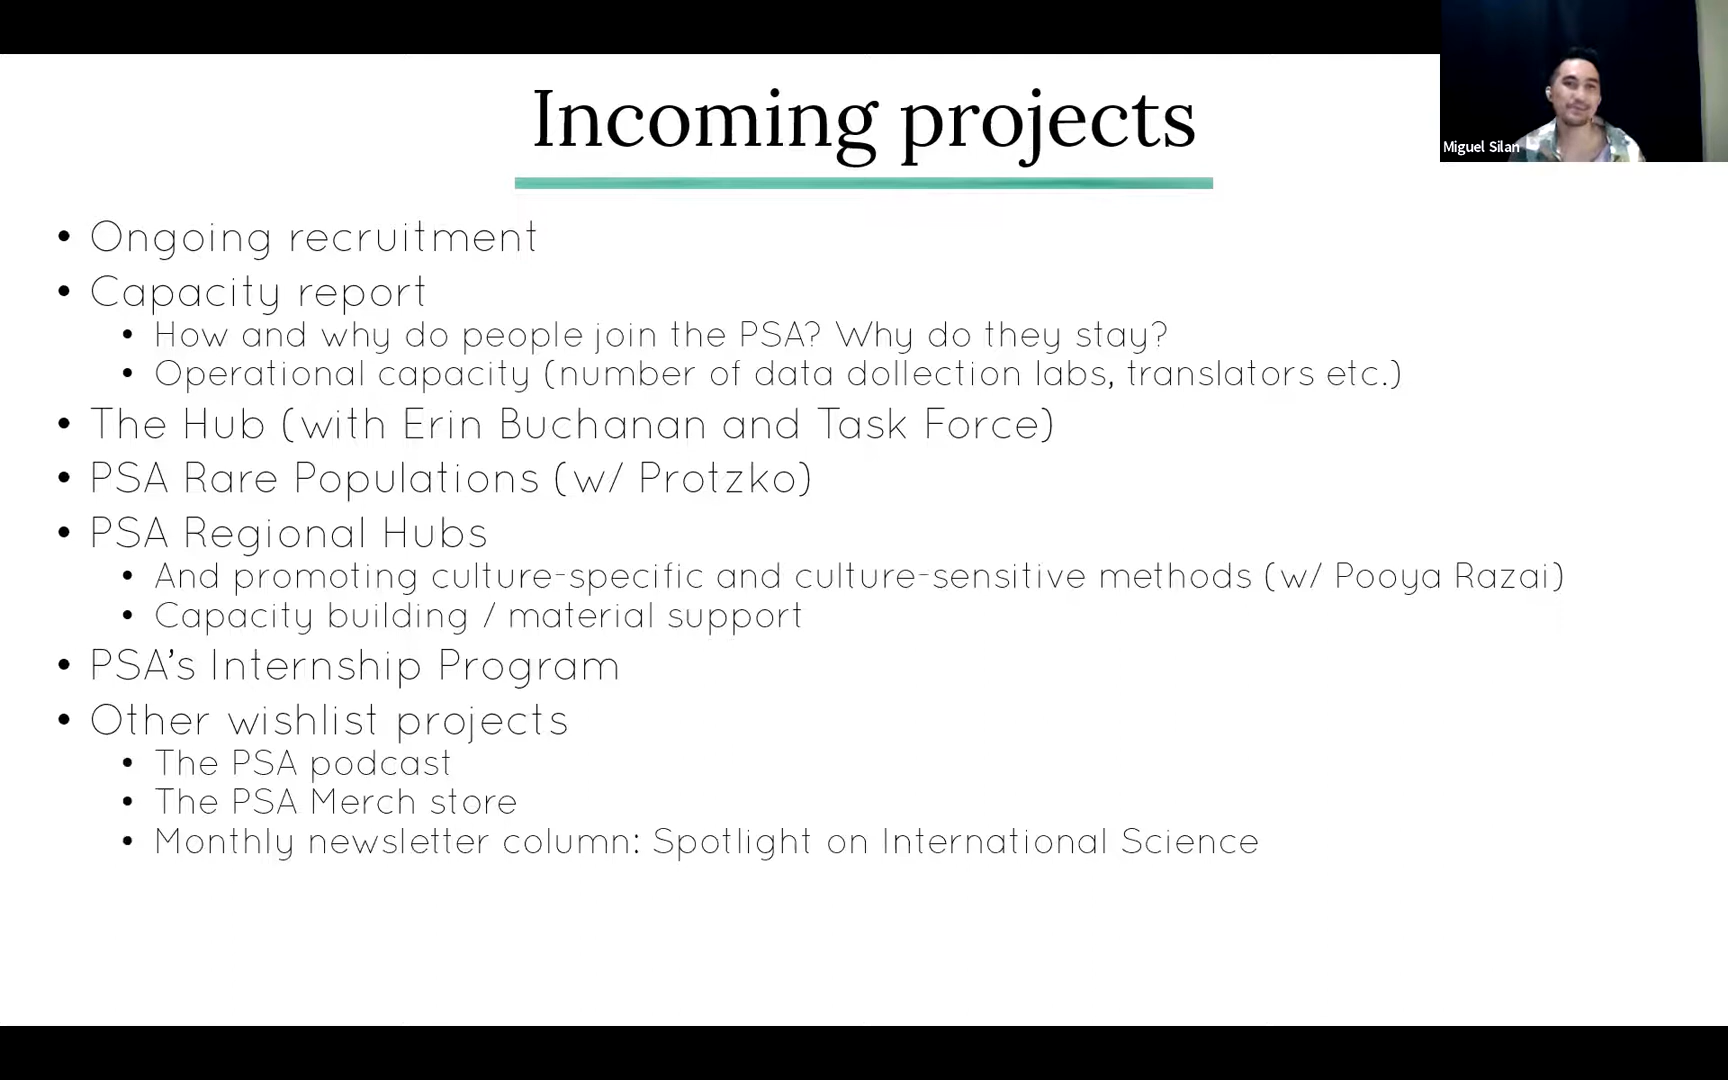 Incoming projects
Miguel Silan
• Ongoing recruitment
• Capacity report
• How and why do people join the PSA? Why do they stay?
• Operational capacity (number of data dollection labs, translators etc.)
• The Hub (with Erin Buchanan and Task Force)
• PSA Rare Populations (w/ Protzko)
• PSA Regional Hubs
• And promoting culture-specific and culture-sensitive methods (w/ Pooya Razai)
• Capacity building / material support
• PSA’s Internship Program
• Other wishlist projects
• The PSA podcast
• The PSA Merch store
• Monthly newsletter column: Spotlight on International Science